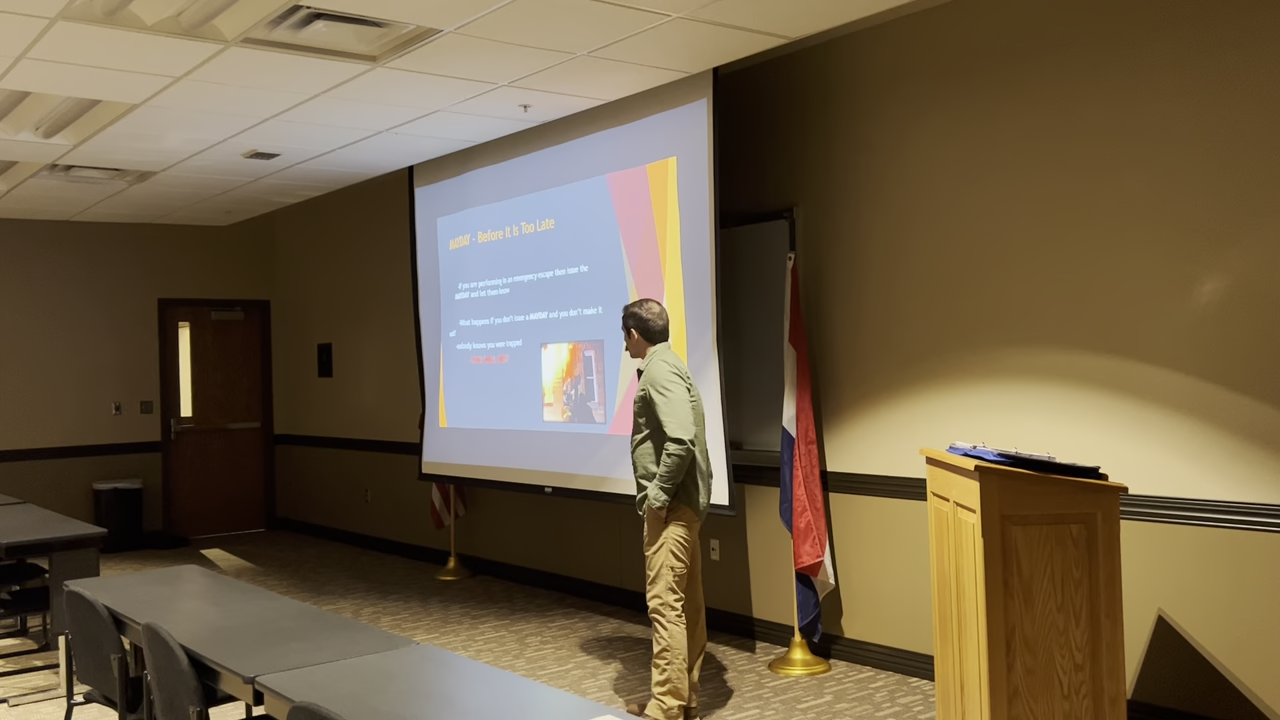 MAYDAY - Before It Is Too Late
If you are performing is an emergency escape then issue the
MAYDAY and let them know
-What happens if you don't issue a MAYDAY and you don't make it
out?
-nobody knows you were trapped